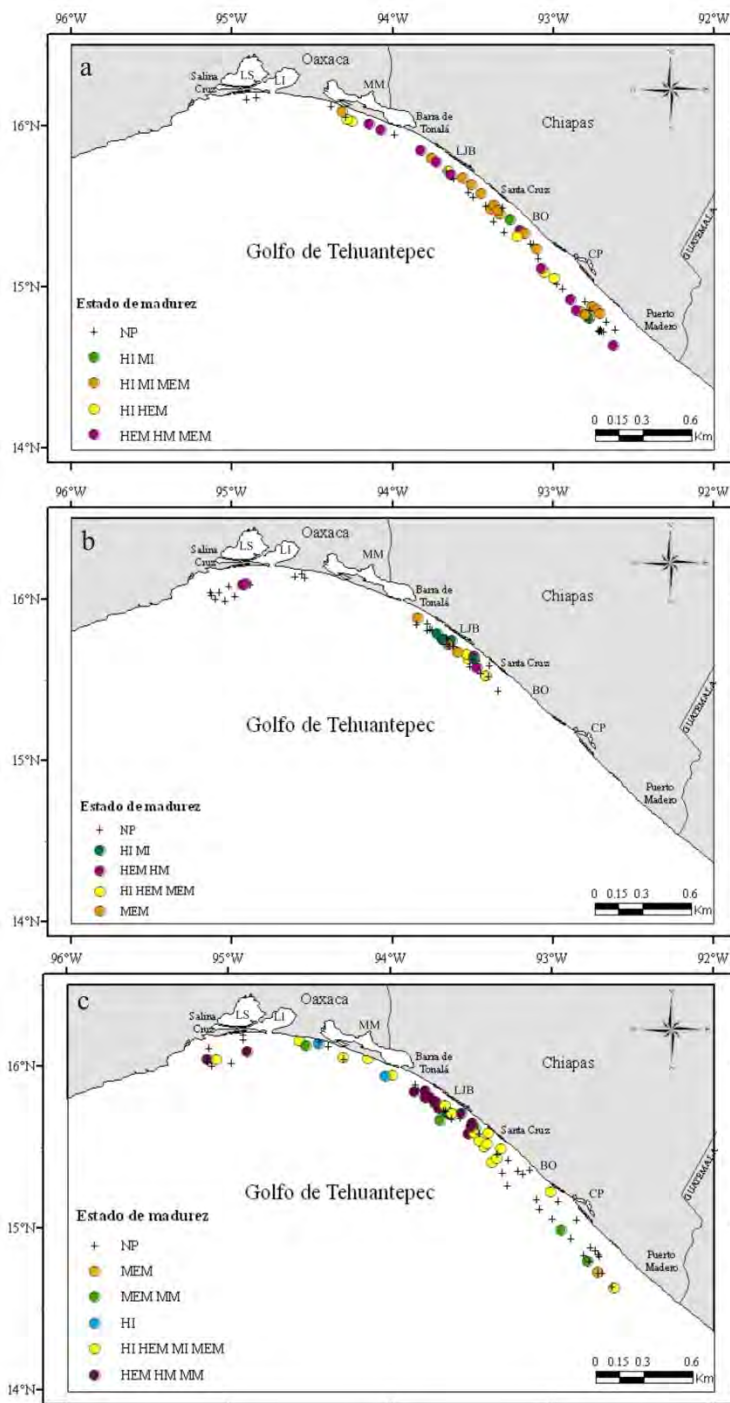 96°W 95°W 94°W 93°W 92°W
a
Oaxaca
Salina
Cruz
LS
LI
MM
Barra de
Tonalá
16°N
LJB
Chiapas
Santa Cruz
BO
Golfo de Tehuantepec
CP
GUATEMALA
15°N
Puerto
Madero
Estado de madurez
NP
HI MI
HI MI MEM
HI HEM
HEM HM MEM
0 0.15 0.3 0.6
Km
14°N
96°W 95°W 94°W 93°W 92°W
b
Oaxaca
Salina
Cruz
LS
LI
MM
Barra de
Tonalá
16°N
LJB
Chiapas
Santa Cruz
BO
Golfo de Tehuantepec
CP
GUATEMALA
15°N
Puerto
Madero
Estado de madurez
NP
HI MI
HEM HM
HI HEM MEM
MEM
0 0.15 0.3 0.6
Km
14°N
96°W 95°W 94°W 93°W 92°W
c
Oaxaca
Salina
Cruz
LS
LI
MM
Barra de
Tonalá
16°N
LJB
Chiapas
Santa Cruz
BO
Golfo de Tehuantepec
CP
GUATEMALA
15°N
Puerto
Madero
Estado de madurez
NP
MEM
MEM MM
HI
HI HEM MI MEM
HEM HM MM
0 0.15 0.3 0.6
Km
14°N